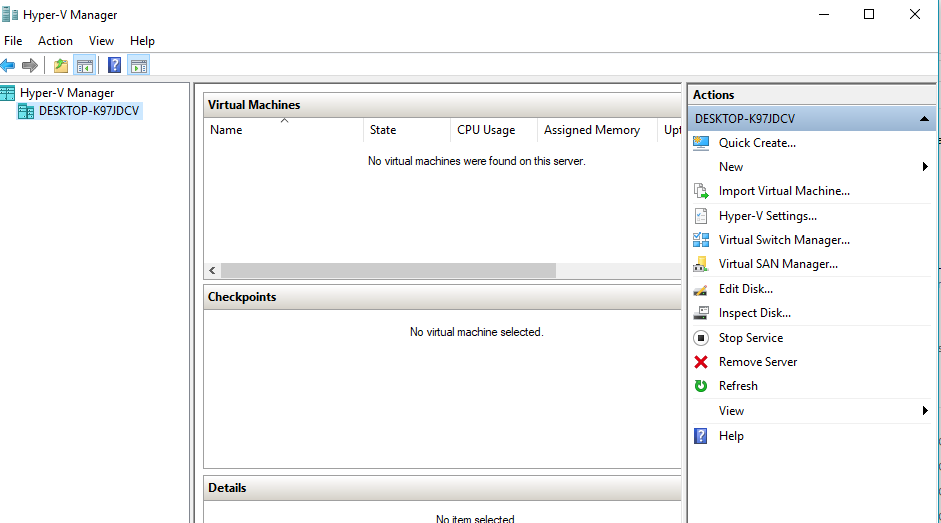 Hyper-V Manager
File Action View Help
Hyper-V Manager
DESKTOP-K97JDCV
Virtual Machines
Name State CPU Usage Assigned Memory Upt
No virtual machines were found on this server.
Checkpoints
No virtual machine selected.
Details
No item selected
Actions
DESKTOP-K97JDCV
Quick Create...
New
Import Virtual Machine...
Hyper-V Settings...
Virtual Switch Manager...
Virtual SAN Manager...
Edit Disk...
Inspect Disk...
Stop Service
Remove Server
Refresh
View
Help